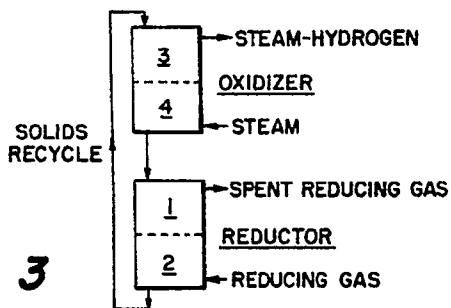 STEAM-HYDROGEN
3
OXIDIZER
4
STEAM
SOLIDS
RECYCLE
SPENT REDUCING GAS
1
REDUCTOR
2
REDUCING GAS
3